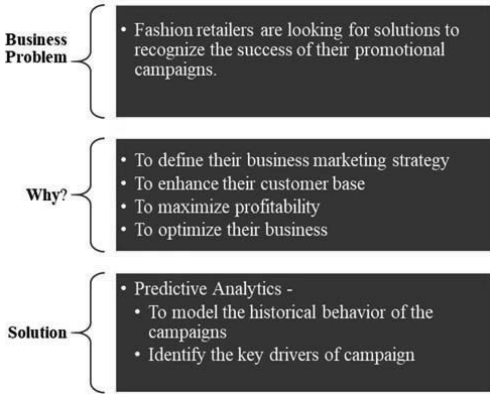 Business
Problem
• Fashion retailers are looking for solutions to
recognize the success of their promotional
campaigns.
Why?
• To define their business marketing strategy
• To enhance their customer base
• To maximize profitability
• To optimize their business
Solution
• Predictive Analytics -
• To model the historical behavior of the
campaigns
• Identify the key drivers of campaign